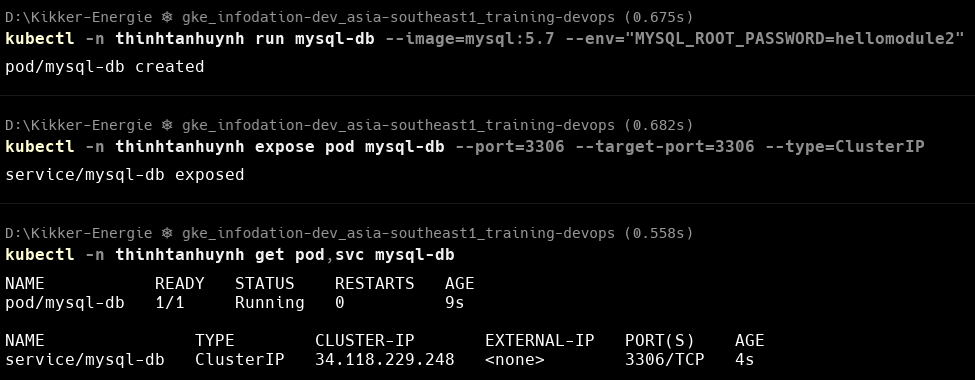 D:\Kikker-Energie ⎈ gke_infodation-dev_asia-southeast1_training-devops (0.675s)
kubectl -n thinhtanhuynh run mysql-db --image=mysql:5.7 --env="MYSQL_ROOT_PASSWORD=hellomodule2"
pod/mysql-db created
D:\Kikker-Energie ⎈ gke_infodation-dev_asia-southeast1_training-devops (0.682s)
kubectl -n thinhtanhuynh expose pod mysql-db --port=3306 --target-port=3306 --type=ClusterIP
service/mysql-db exposed
D:\Kikker-Energie ⎈ gke_infodation-dev_asia-southeast1_training-devops (0.558s)
kubectl -n thinhtanhuynh get pod,svc mysql-db
NAME READY STATUS RESTARTS AGE
pod/mysql-db 1/1 Running 0 9s
NAME TYPE CLUSTER-IP EXTERNAL-IP PORT(S) AGE
service/mysql-db ClusterIP 34.118.229.248 <none> 3306/TCP 4s